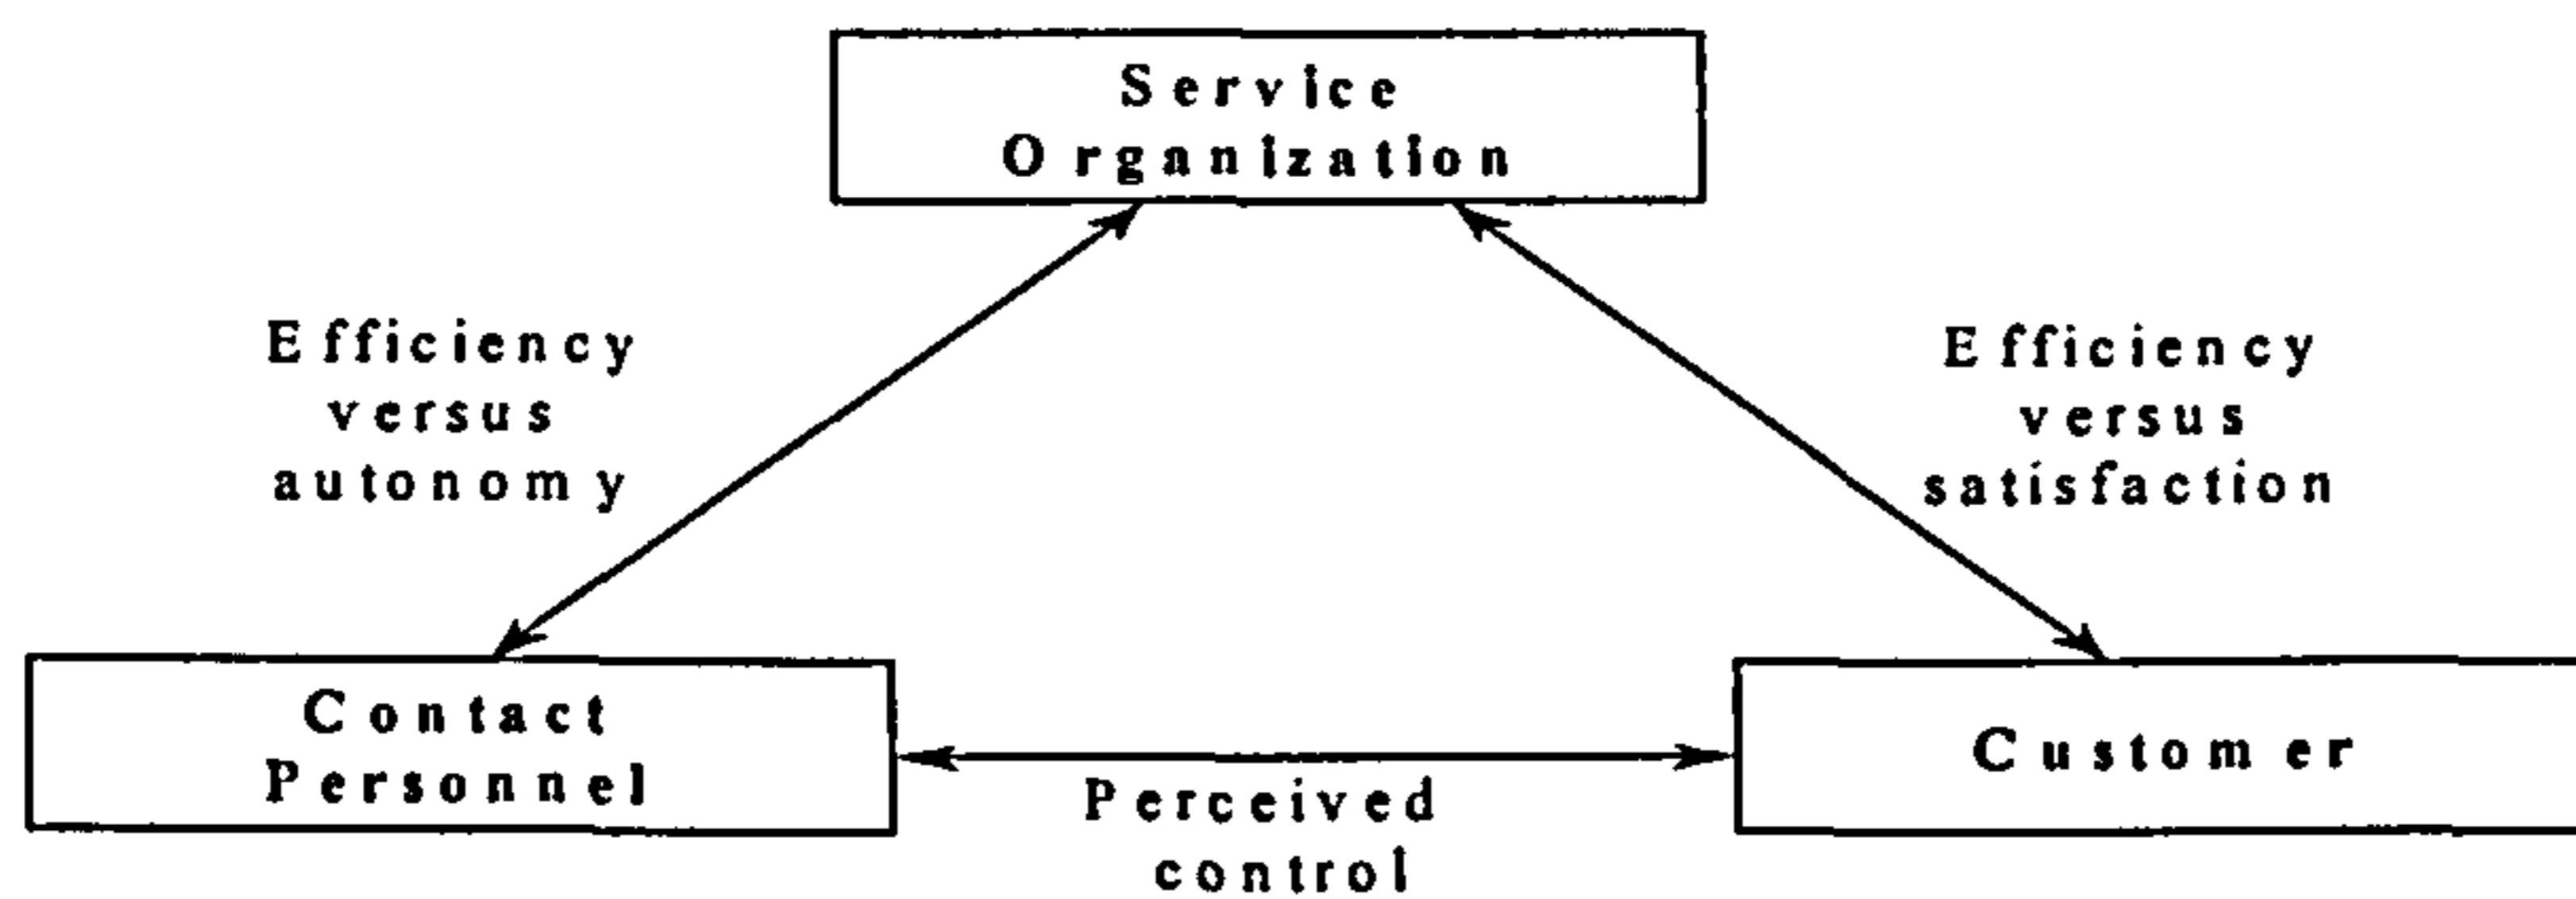 Service
Organization
Efficiency
versus
autonomy
Efficiency
versus
satisfaction
Contact
Personnel
Customer
Perceived
control